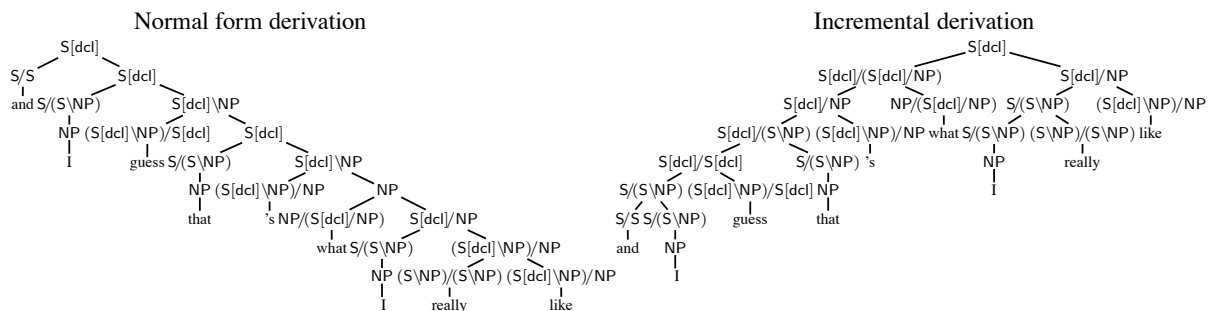 Normal form derivation Incremental derivation
S[dcl] S[dcl]
S/S S[dcl] S[dcl]/(S[dcl]/NP) S[dcl]/NP
and S/(S\NP) S[dcl]\NP S[dcl]/NP NP/(S[dcl]/NP) S/(S\NP) (S[dcl]\NP)/NP
NP (S[dcl]\NP)/S[dcl] S[dcl] S[dcl]/(S\NP) (S[dcl]\NP)/NP what S/(S\NP) (S\NP)/(S\NP) like
I guess S/(S\NP) S[dcl]\NP S[dcl]/S[dcl] S/(S\NP) 's NP really
NP (S[dcl]\NP)/NP NP S/(S\NP) (S[dcl]\NP)/S[dcl] NP I
that 's NP/(S[dcl]/NP) S[dcl]/NP S/S S/(S\NP) guess that
what S/(S\NP) (S[dcl]\NP)/NP and NP
NP (S\NP)/(S\NP) (S[dcl]\NP)/NP I
I really like